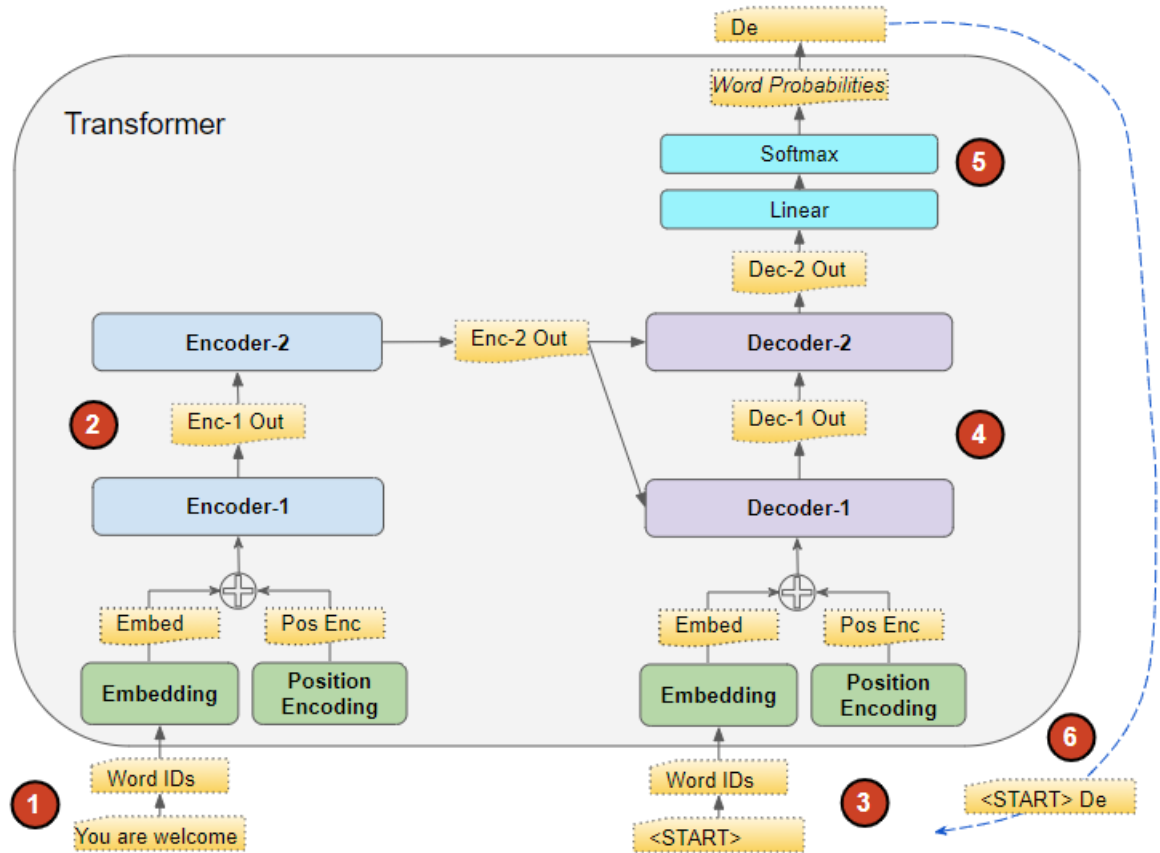 De
Word Probabilities
Transformer
Softmax
5
Linear
Dec-2 Out
Encoder-2
Enc-2 Out
Decoder-2
2
Enc-1 Out
Dec-1 Out
4
Encoder-1
Decoder-1
Embed
Pos Enc
Embed
Pos Enc
Embedding
Position
Encoding
Embedding
Position
Encoding
6
1
Word IDs
Word IDs
3
<START> De
You are welcome
<START>